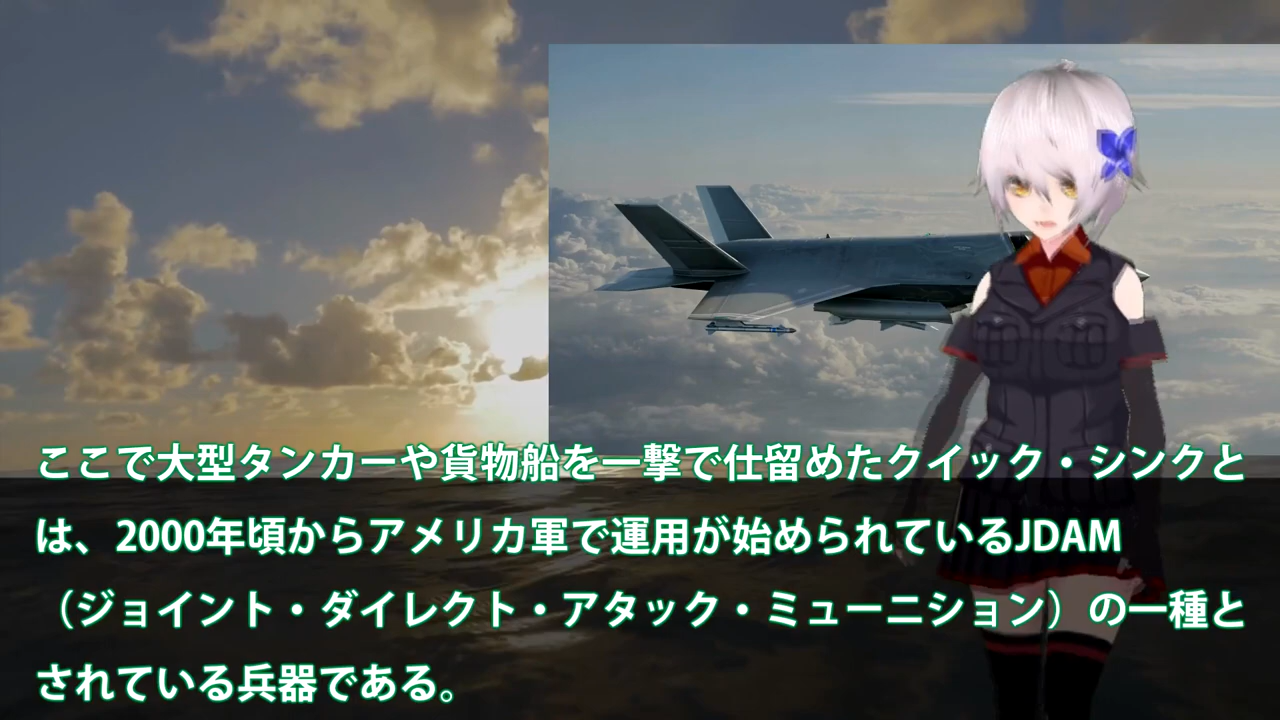 ここで大型タンカーや貨物船を一撃で仕留めたクイック・シンクと
は、2000年頃からアメリカ軍で運用が始められているJDAM
（ジョイント・ダイレクト・アタック・ミューニション）の一種と
されている兵器である。